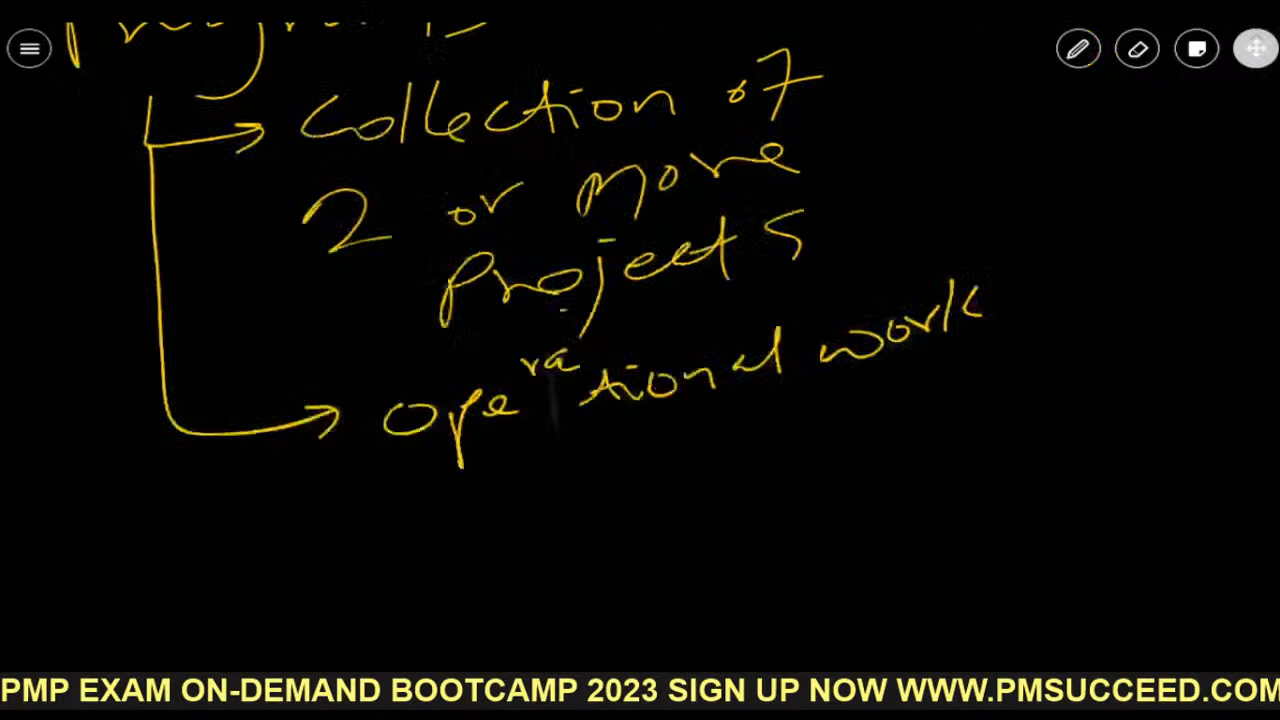 Collection of
2 or more
projects
operational work
PMP EXAM ON-DEMAND BOOTCAMP 2023 SIGN UP NOW WWW.PMSUCCEED.COM